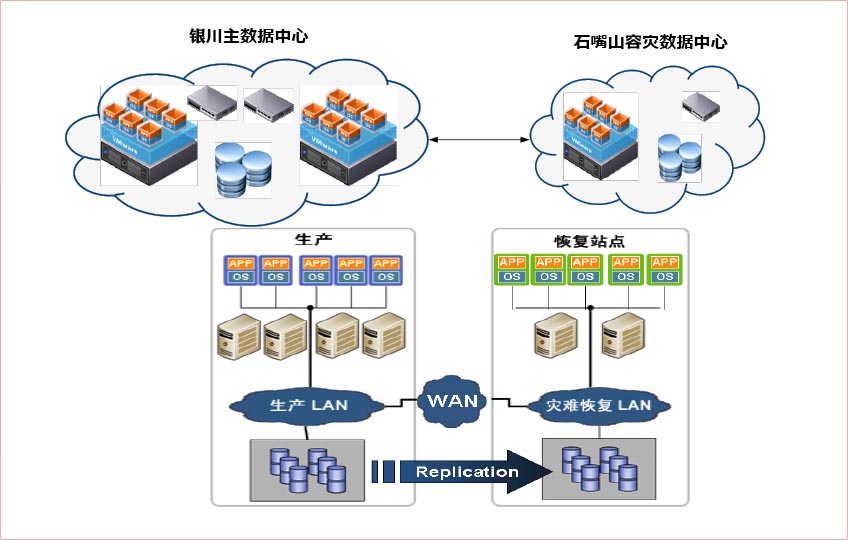 银川主数据中心
石嘴山容灾数据中心
VMware
VMware
VMware
生产
恢复站点
APP APP APP APP APP
OS OS OS OS OS
APP APP APP APP APP
OS OS OS OS OS
生产 LAN
WAN
灾难恢复 LAN
Replication